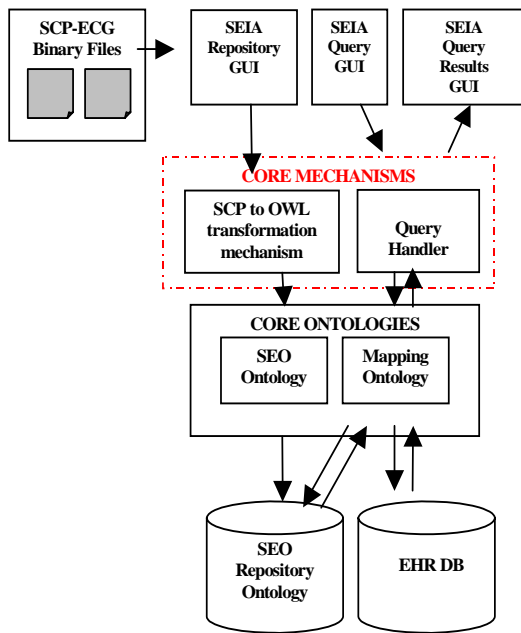 SCP-ECG
Binary Files
SEIA
Repository
GUI
SEIA
Query
GUI
SEIA
Query
Results
GUI
CORE MECHANISMS
SCP to OWL
transformation
mechanism
Query
Handler
CORE ONTOLOGIES
SEO
Ontology
Mapping
Ontology
SEO
Repository
Ontology
EHR DB